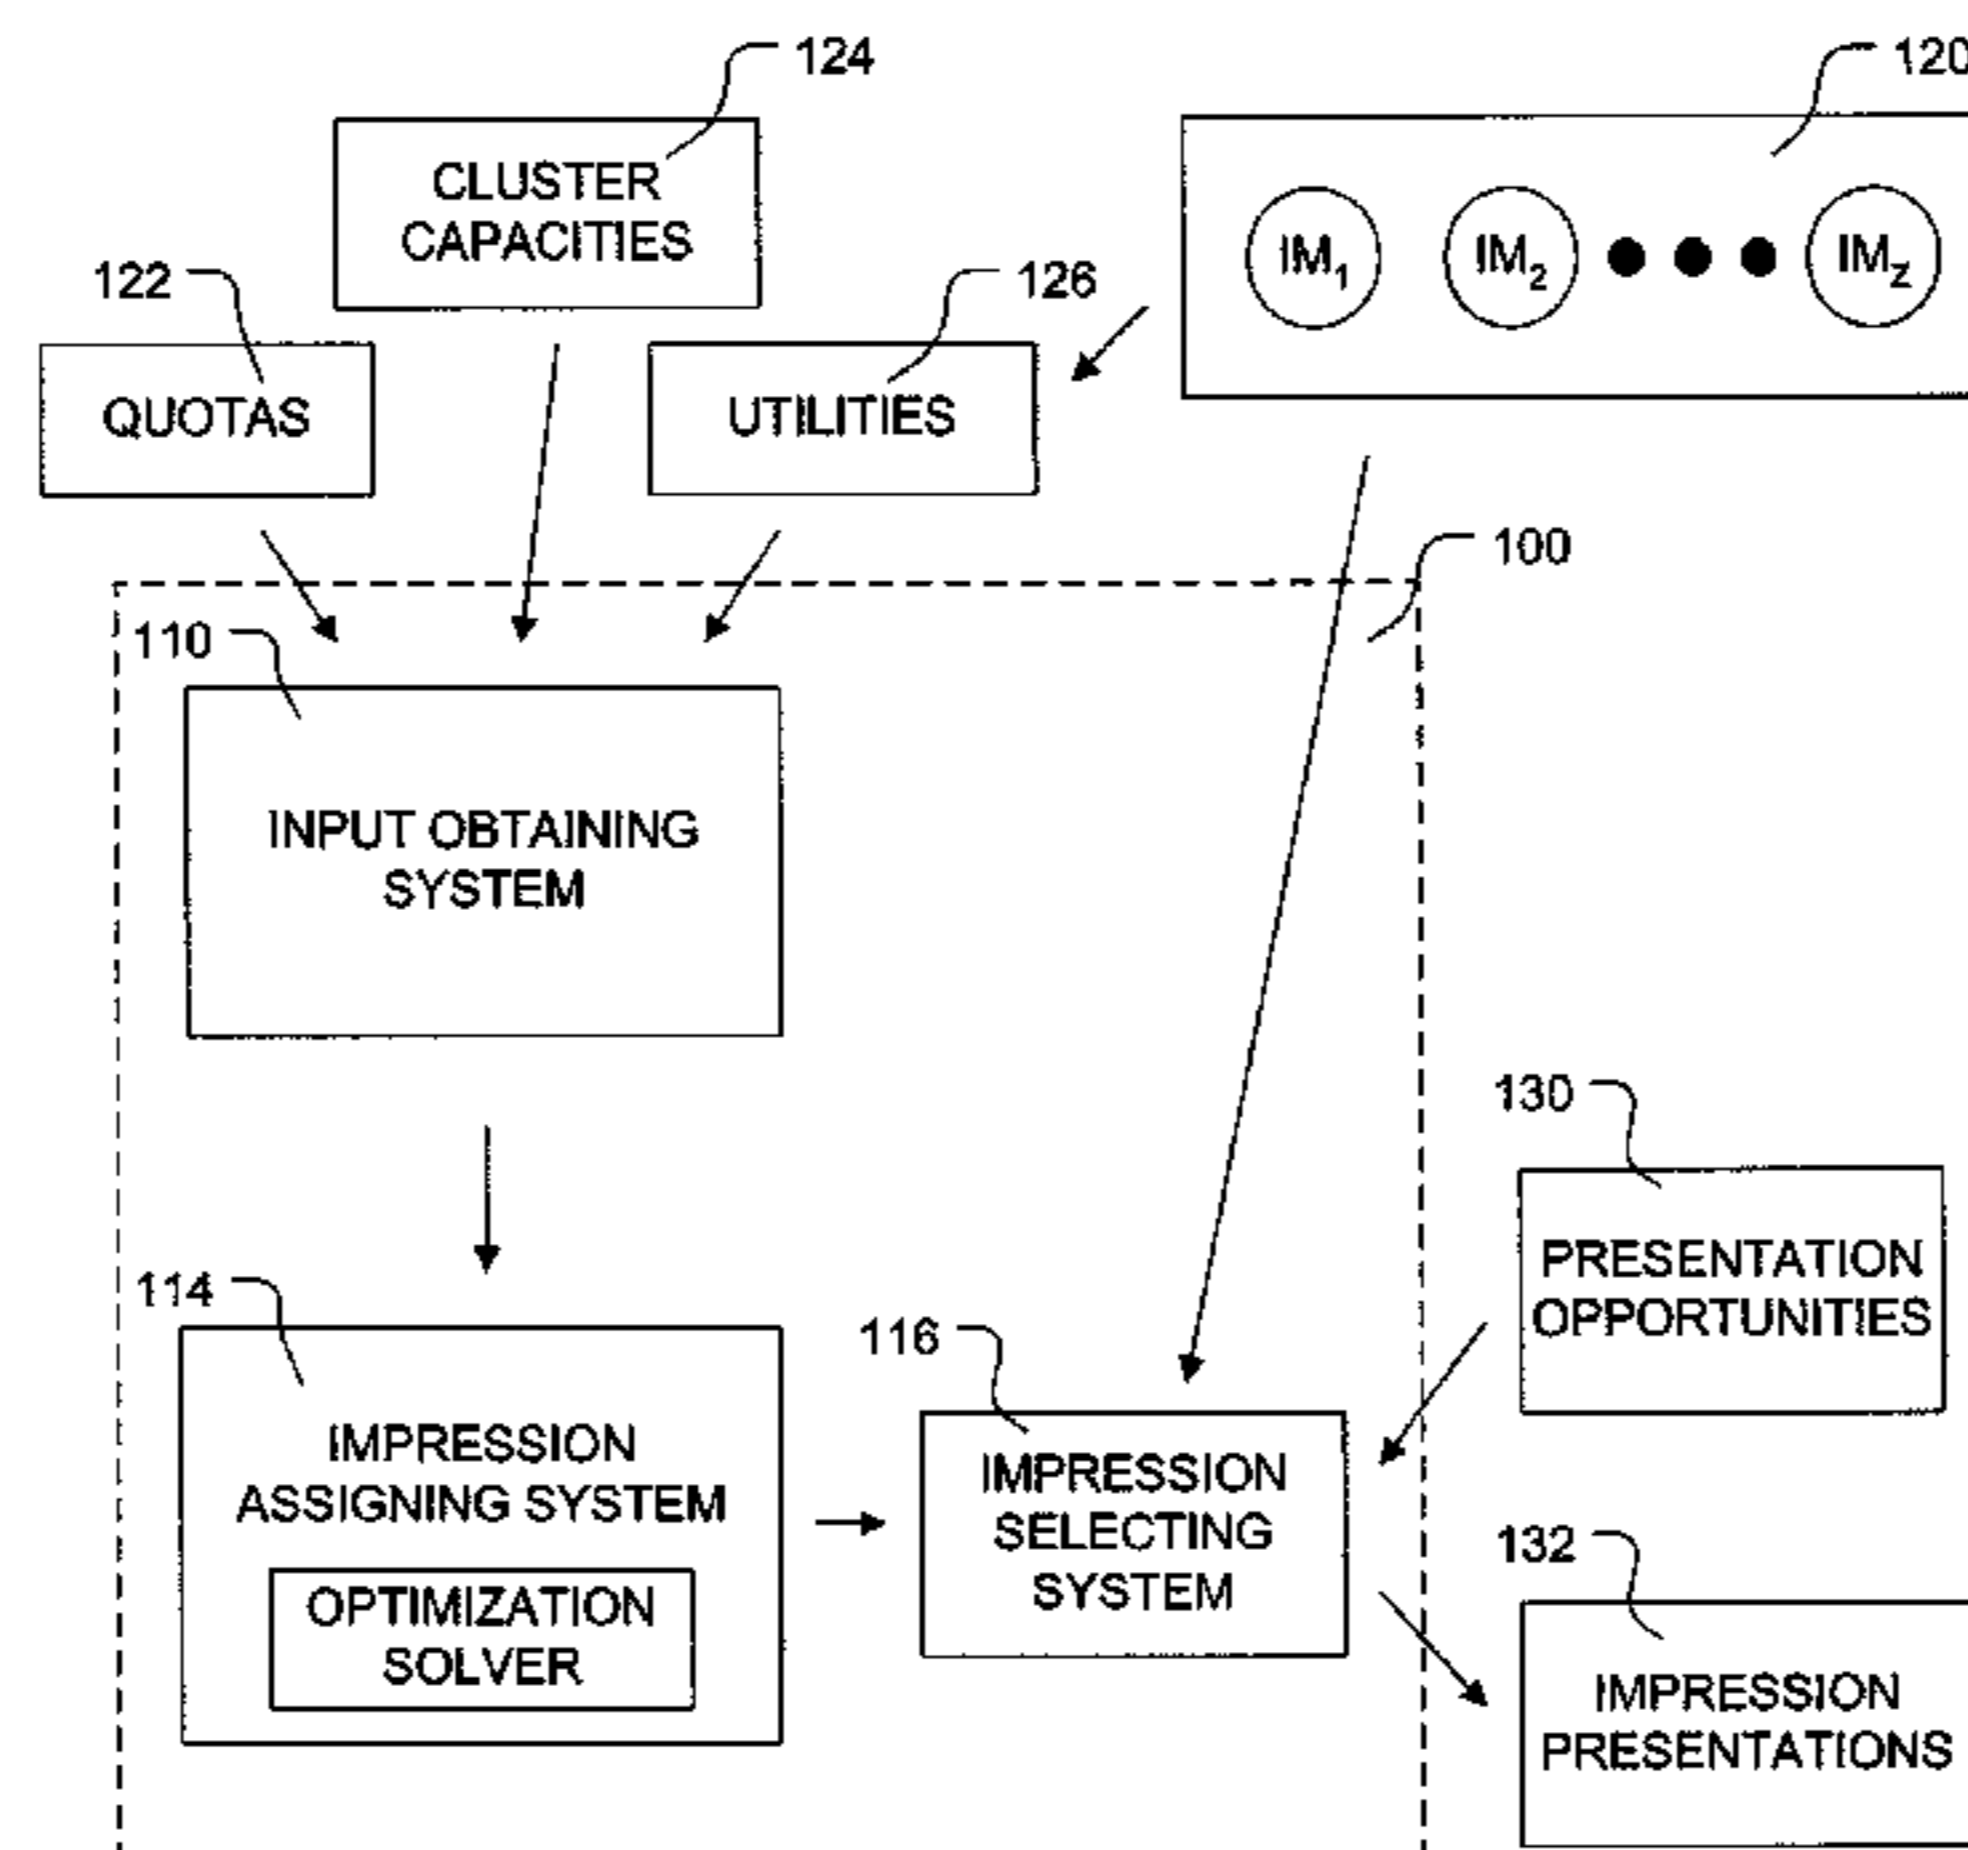 124
120
CLUSTER
CAPACITIES
IM1 IM2 IMZ
122
126
QUOTAS
UTILITIES
100
110
INPUT OBTAINING
SYSTEM
130
PRESENTATION
OPPORTUNITIES
114
116
IMPRESSION
ASSIGNING SYSTEM
IMPRESSION
SELECTING
SYSTEM
132
OPTIMIZATION
SOLVER
IMPRESSION
PRESENTATIONS